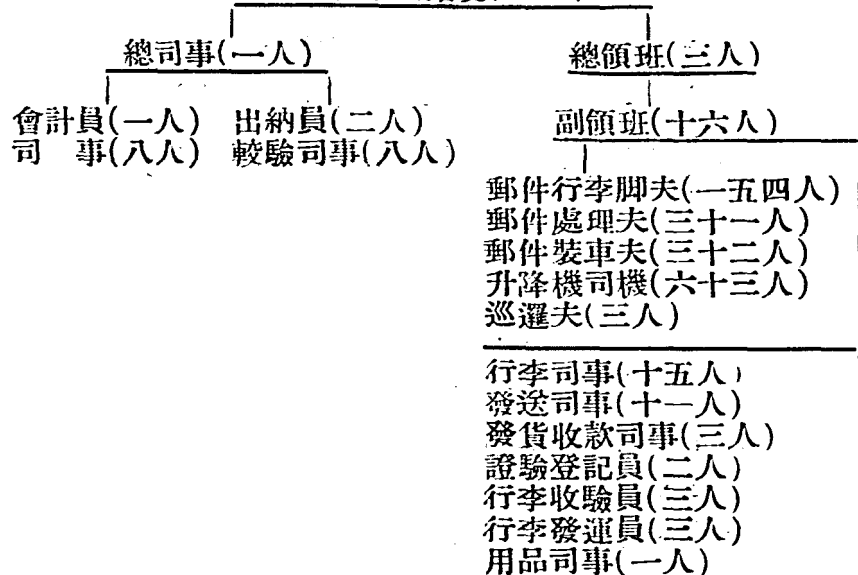 總司事(一人)
總領班(三人)
會計員(一人) 出納員(二人)
司 事(八人) 較驗司事(八人)
副領班(十六人)
郵件行李脚夫(一五四人)
郵件處理夫(三十一人)
郵件裝車夫(三十二人)
升降機司機(六十三人)
巡邏夫(三人)
行李司事(十五人)
發送司事(十一人)
發貨收款司事(三人)
證驗登記員(二人)
行李收驗員(三人)
行李發運員(三人)
用品司事(一人)